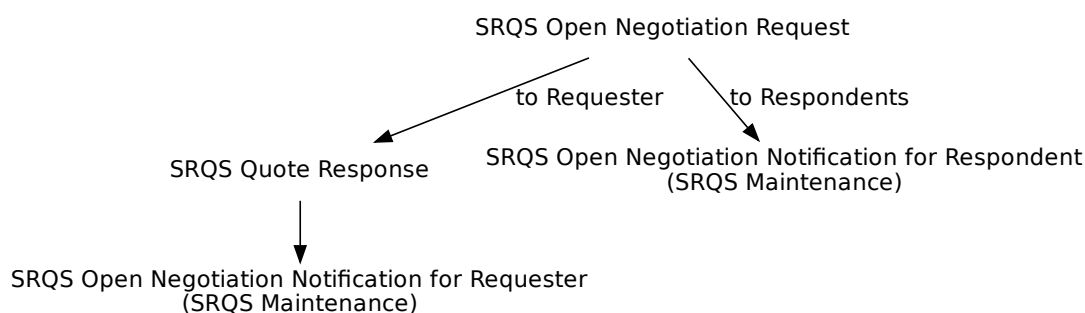 SRQS Open Negotiation Request
to Requester
to Respondents
SRQS Quote Response
SRQS Open Negotiation Notification for Respondent
(SRQS Maintenance)
SRQS Open Negotiation Notification for Requester
(SRQS Maintenance)